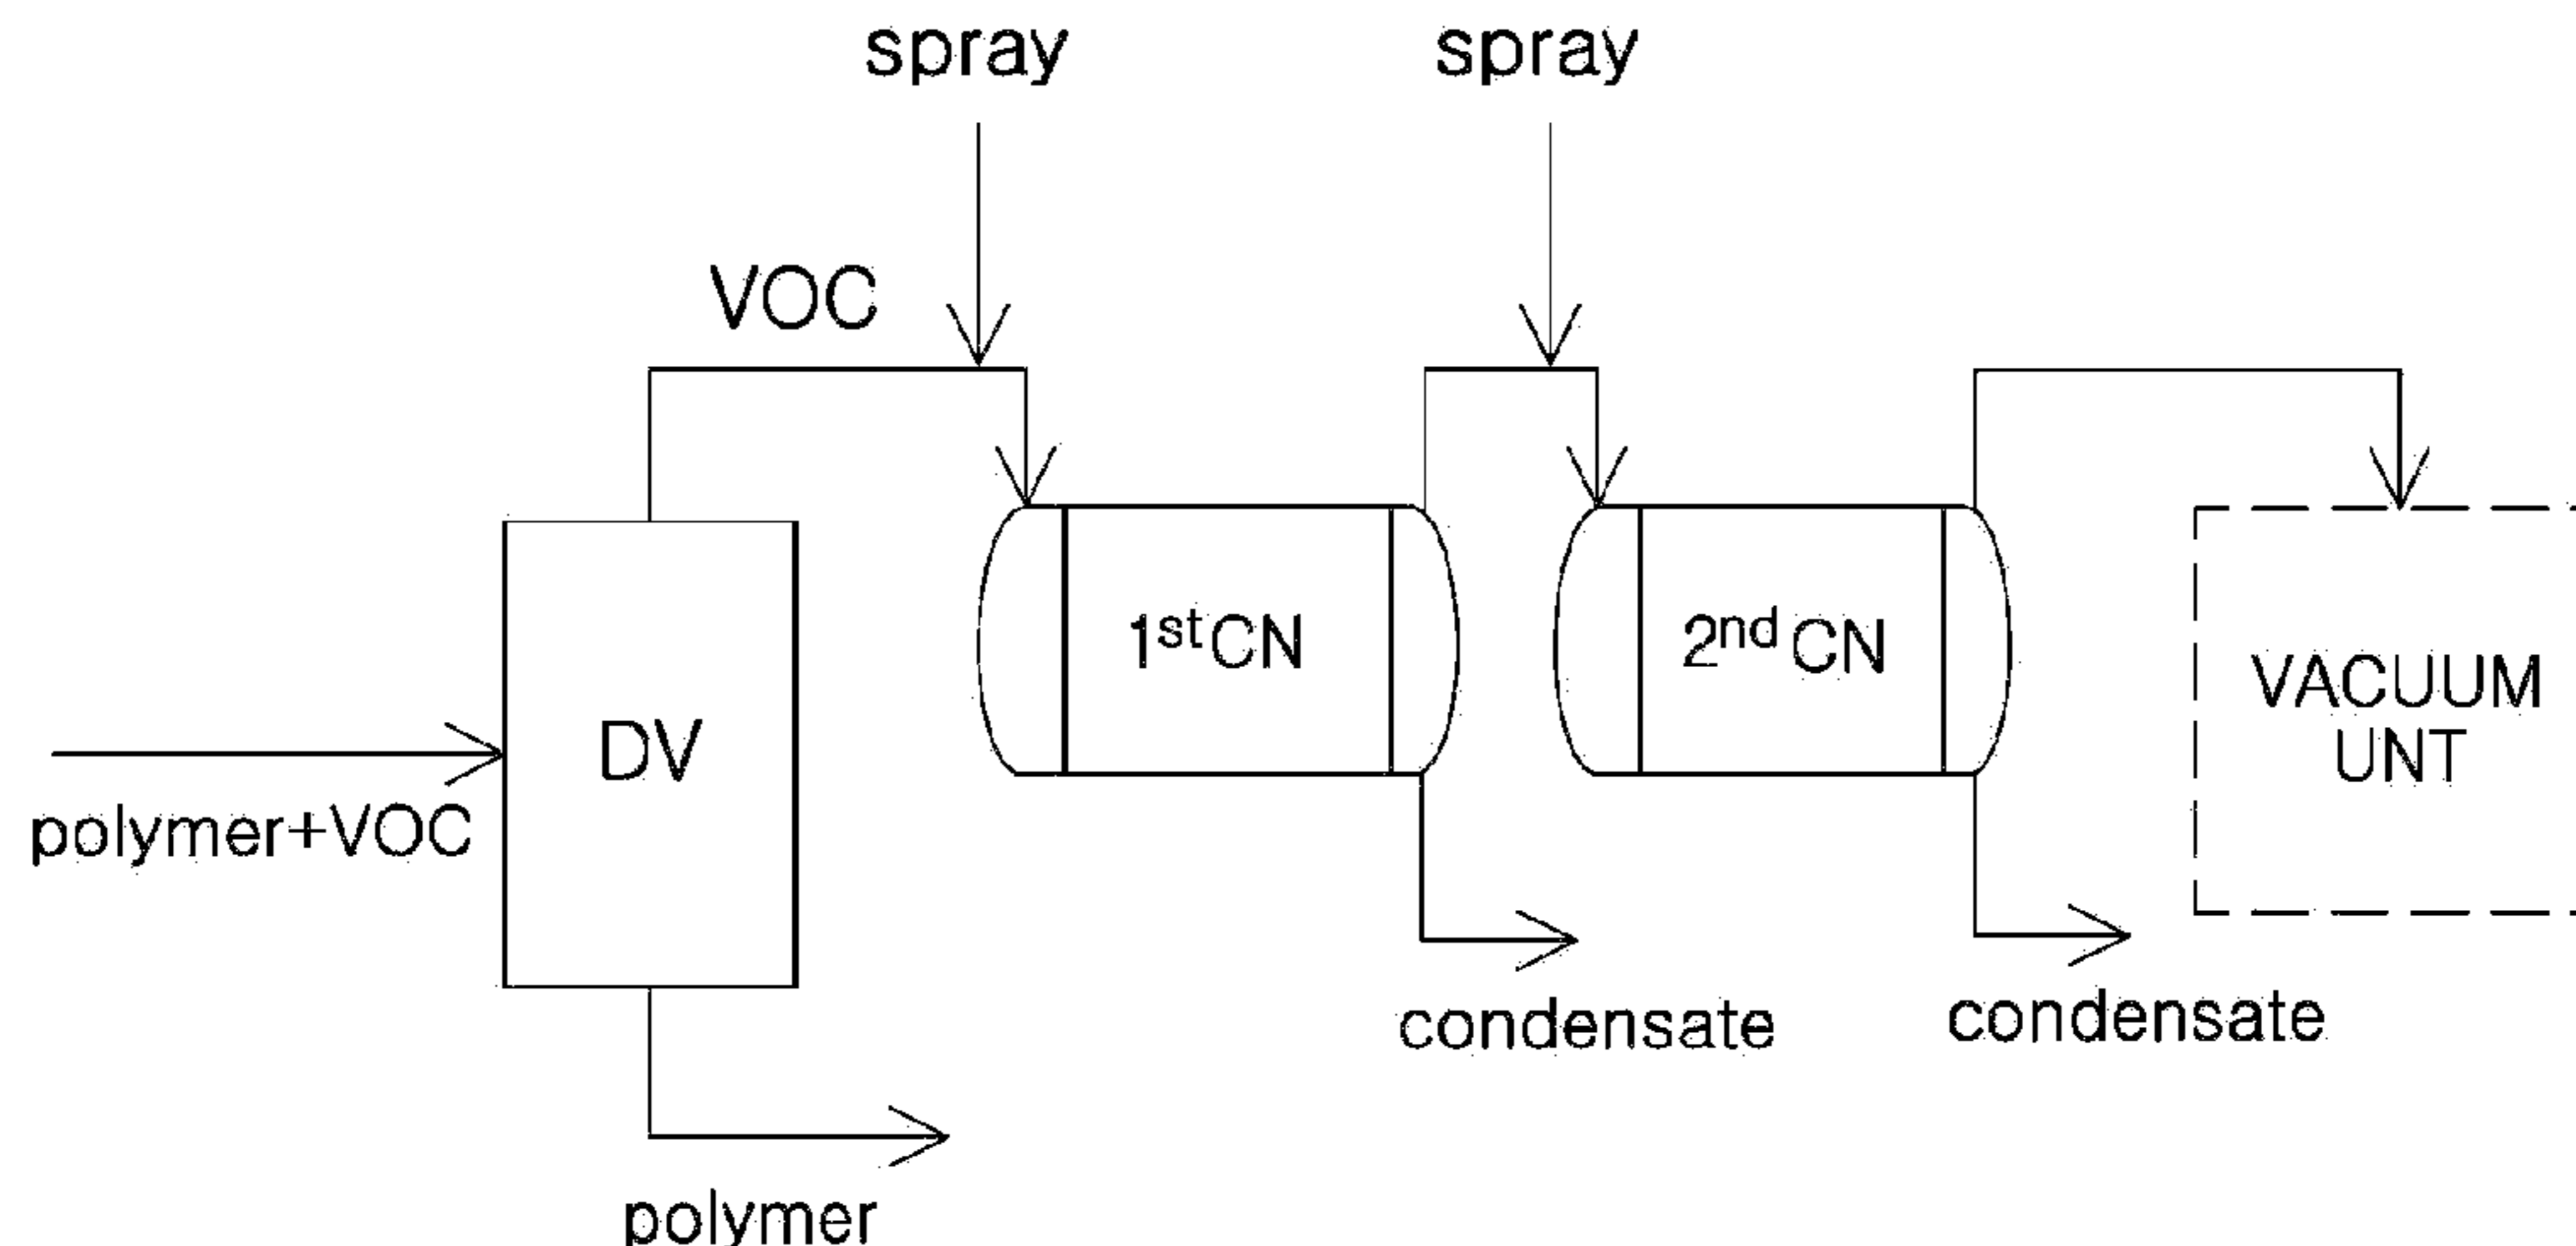 spray
spray
VOC
1st CN
2nd CN
VACUUM
UNT
DV
polymer+VOC
condensate
condensate
polymer